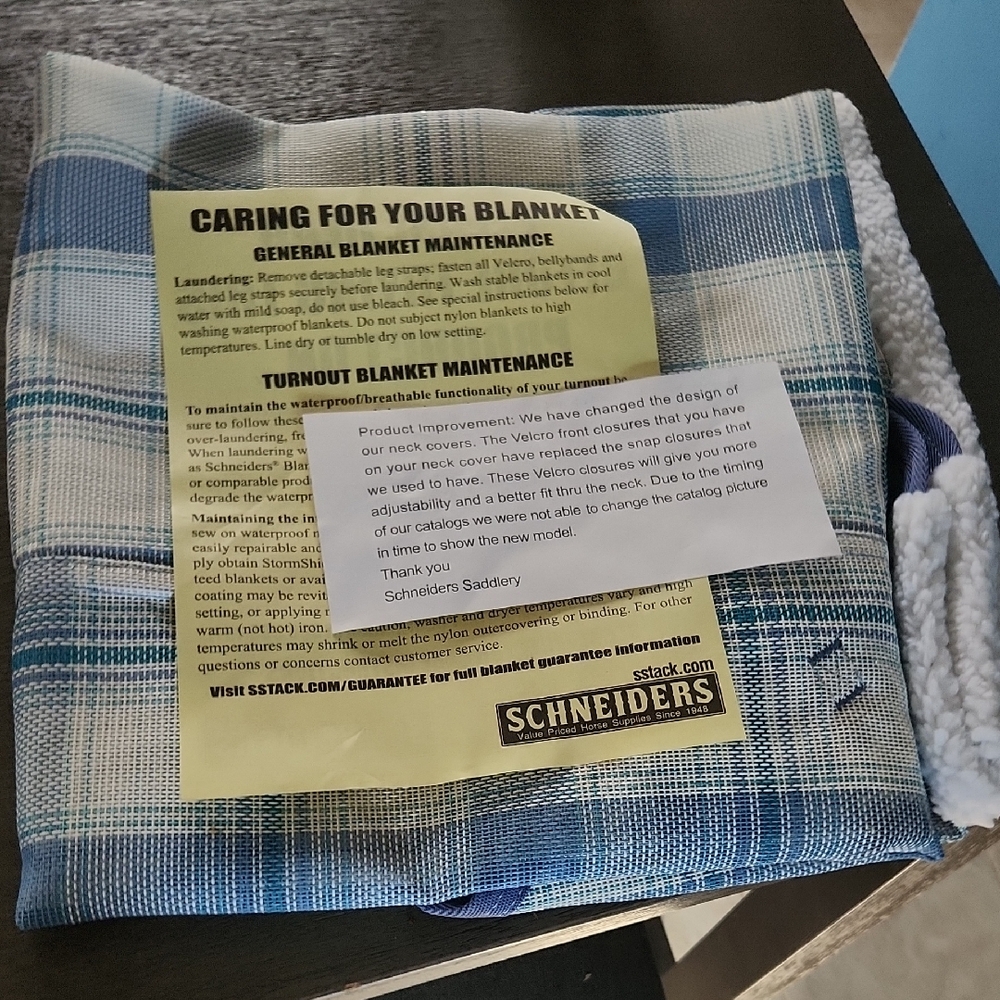 CARING FOR YOUR BLANKET
GENERAL BLANKET MAINTENANCE
Laundering: Remove detachable leg straps; fasten all Velcro, bellybands and
attached leg straps securely before laundering. Wash stable blankets in cool
water with mild soap, do not use bleach. See special instructions below for
washing waterproof blankets. Do not subject nylon blankets to high
temperatures. Line dry or tumble dry on low setting.
TURNOUT BLANKET MAINTENANCE
To maintain the waterproof/breathable functionality of your turnout be
sure to follow these
over-laundering,
When laundering
as Schneiders®
or comparable
degrade the
Maintaining the
sew on waterproof
easily repairable
ply obtain
teed blankets or
coating may be
setting, or applying
warm (not hot) iron. washer and dryer temperatures vary and high
temperatures may shrink or melt the nylon outercovering or binding. For other
questions or concerns contact customer service.
Visit SSTACK.COM/GUARANTEE for full blanket guarantee information
sstack.com
SCHNEIDERS
Value Priced Horse Supplies Since 1948
Product Improvement: We have changed the design of
our neck covers. The Velcro front closures that you have
on your neck cover have replaced the snap closures that
we used to have. These Velcro closures will give you more
adjustability and a better fit thru the neck. Due to the timing
of our catalogs we were not able to change the catalog picture
in time to show the new model.
Thank you
Schneiders Saddlery